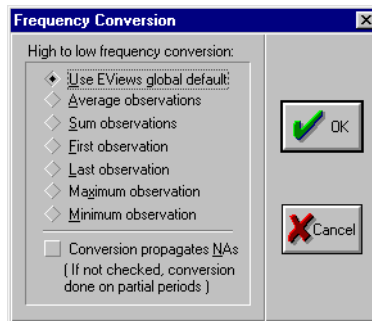 Frequency Conversion
High to low frequency conversion:
Use EViews global default
Average observations
Sum observations
First observation
Last observation
Maximum observation
Minimum observation
Conversion propagates NAs
( If not checked, conversion
done on partial periods )
OK
Cancel